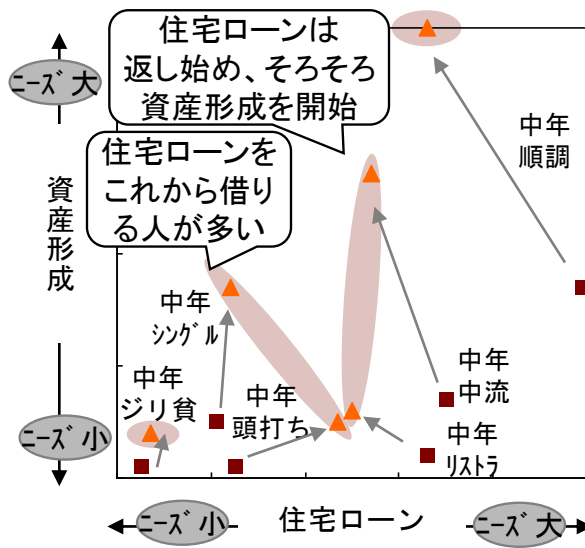 住宅ローンは
返し始め、そろそろ
資産形成を開始
ﾆｰｽﾞ大
中年
順調
住宅ローンを
これから借り
る人が多い
資産形成
中年
ｼﾝｸﾞﾙ
中年
ジリ貧
中年
頭打ち
中年
中流
中年
ﾘｽﾄﾗ
ﾆｰｽﾞ小
ﾆｰｽﾞ小
住宅ローン
ﾆｰｽﾞ大